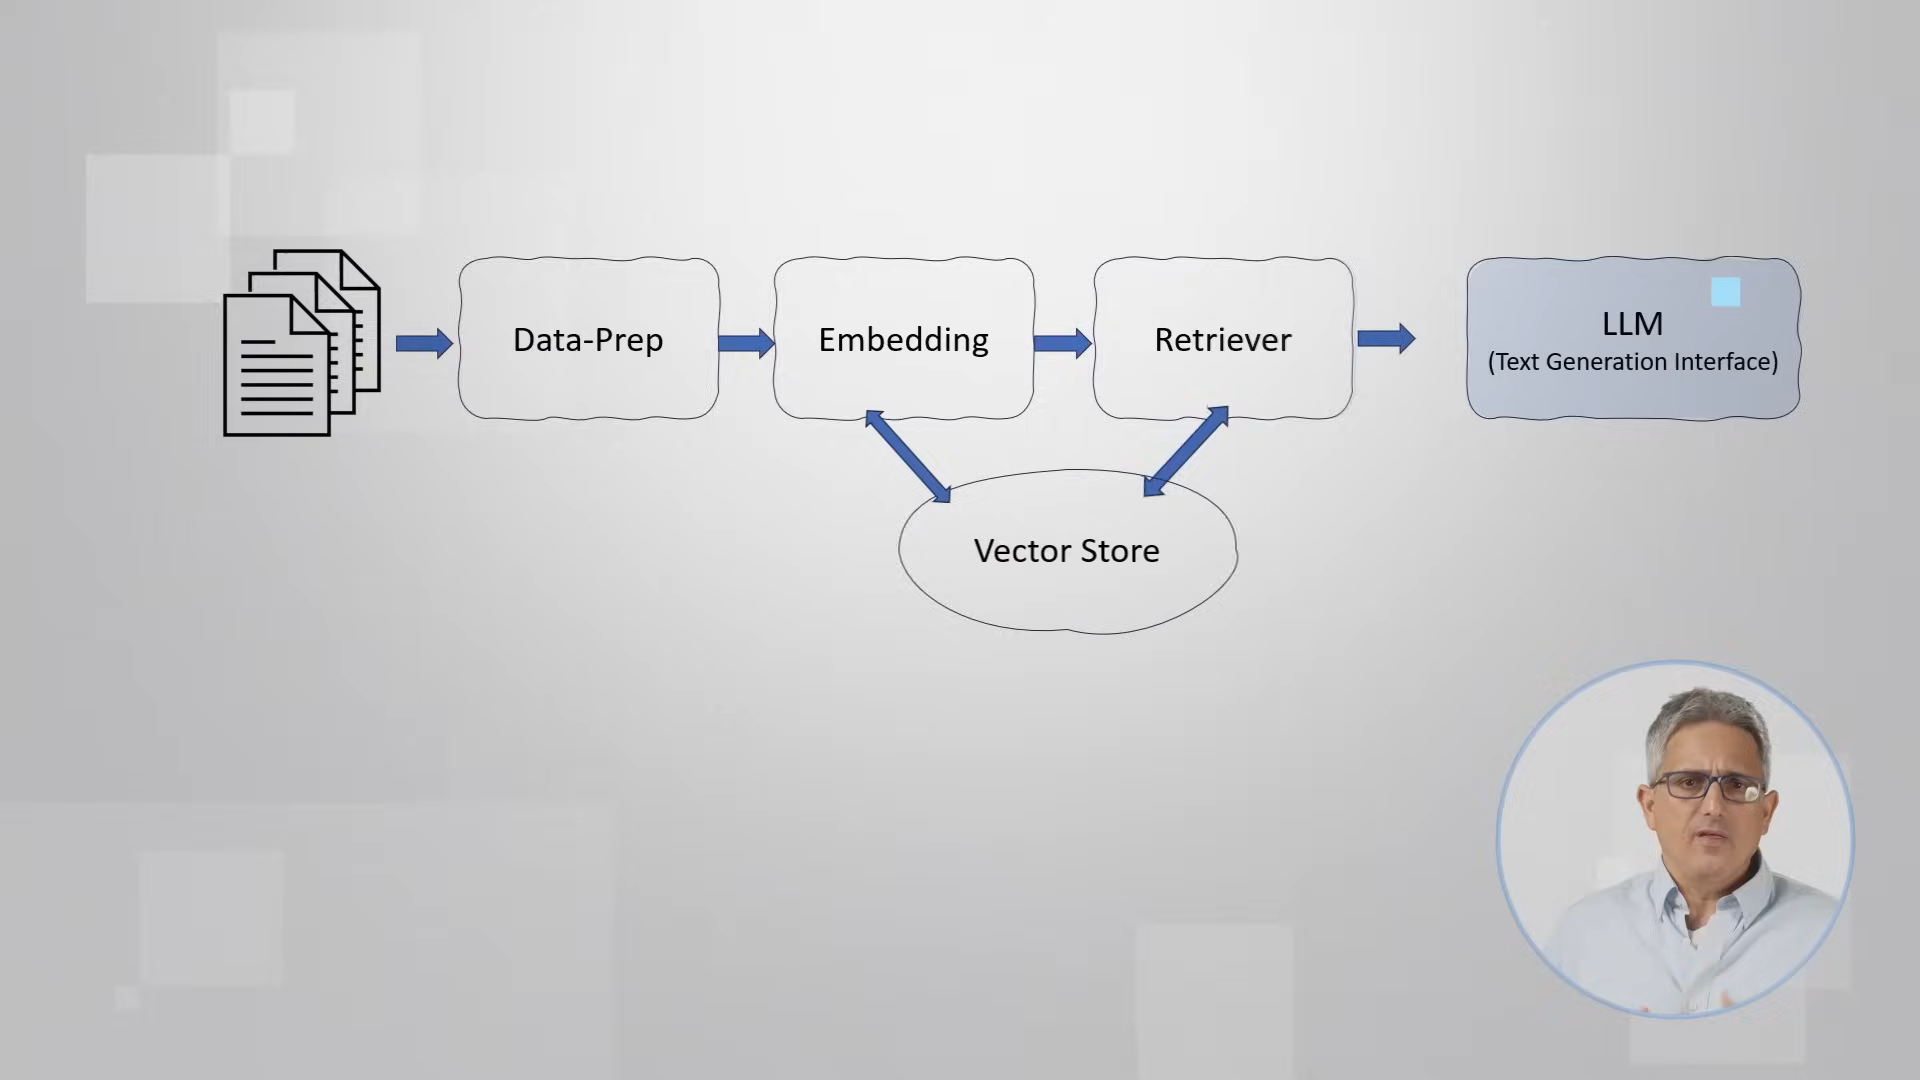 Data-Prep
Embedding
Retriever
LLM
(Text Generation Interface)
Vector Store